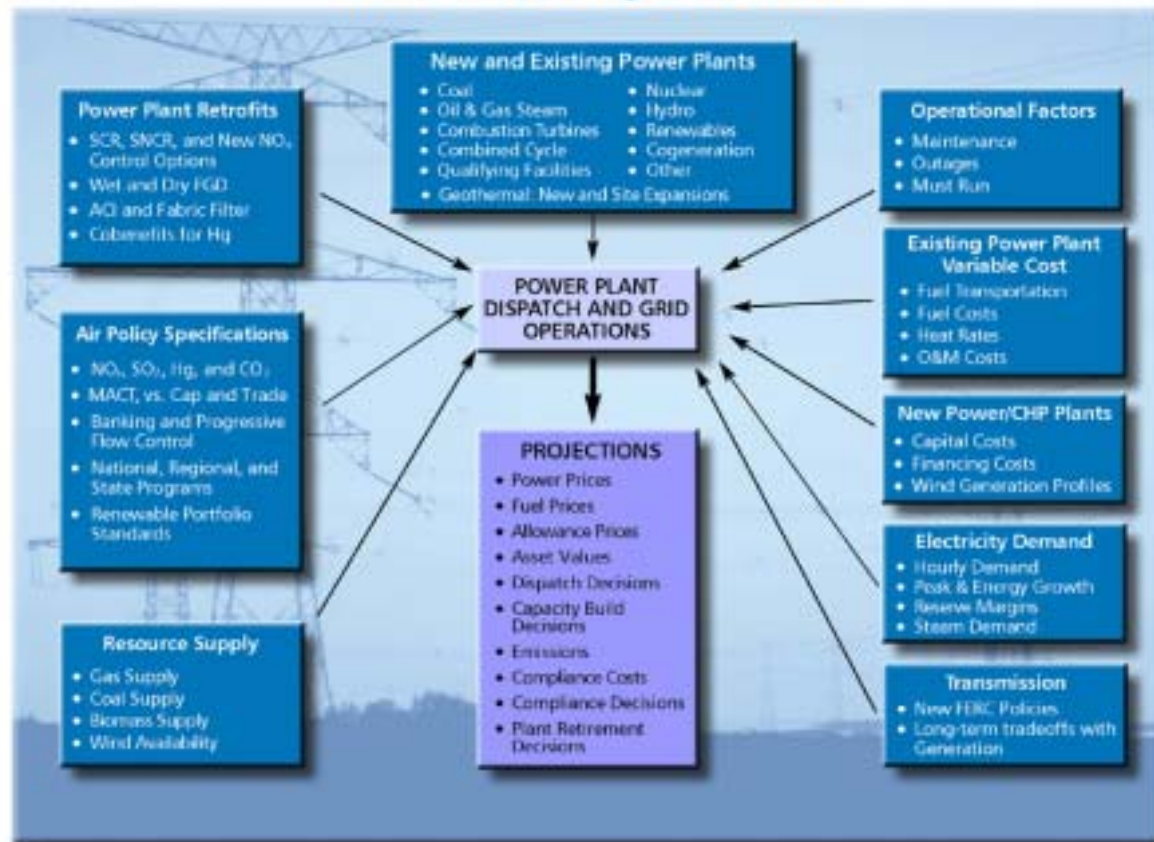 New and Existing Power Plants
• Coal
• Oil & Gas Steam
• Combustion Turbines
• Combined Cycle
• Qualifying Facilities
• Nuclear
• Hydro
• Renewables
• Cogeneration
• Other
• Geothermal: New and Site Expansions
Power Plant Retrofits
• SCR, SNCR, and New NOₓ
Control Options
• Wet and Dry FGD
• ACI and Fabric Filter
• Cobenefits for Hg
Air Policy Specifications
• NOₓ, SO₂, Hg, and CO₂
• MACT, vs. Cap and Trade
• Banking and Progressive
Flow Control
• National, Regional, and
State Programs
• Renewable Portfolio
Standards
Resource Supply
• Gas Supply
• Coal Supply
• Biomass Supply
• Wind Availability
POWER PLANT
DISPATCH AND GRID
OPERATIONS
PROJECTIONS
• Power Prices
• Fuel Prices
• Allowance Prices
• Asset Values
• Dispatch Decisions
• Capacity Build
Decisions
• Emissions
• Compliance Costs
• Compliance Decisions
• Plant Retirement
Decisions
Operational Factors
• Maintenance
• Outages
• Must Run
Existing Power Plant
Variable Cost
• Fuel Transportation
• Fuel Costs
• Heat Rates
• O&M Costs
New Power/CHP Plants
• Capital Costs
• Financing Costs
• Wind Generation Profiles
Electricity Demand
• Hourly Demand
• Peak & Energy Growth
• Reserve Margins
• Steam Demand
Transmission
• New FERC Policies
• Long-term tradeoffs with
Generation